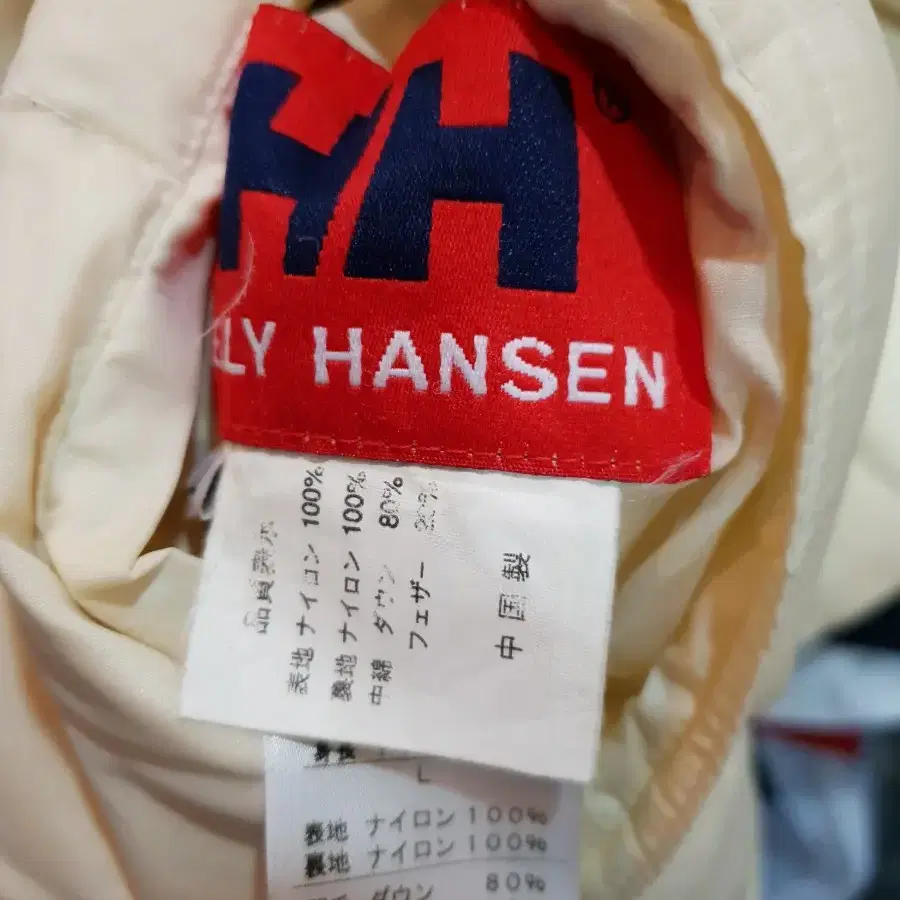 HH
®
LLY HANSEN
品質表示
表地 ナイロン 100%
裏地 ナイロン 100%
中綿 ダウン 80%
フェザー 20%
中国製
L
表地 ナイロン 100%
裏地 ナイロン 100%
ダウン 80%